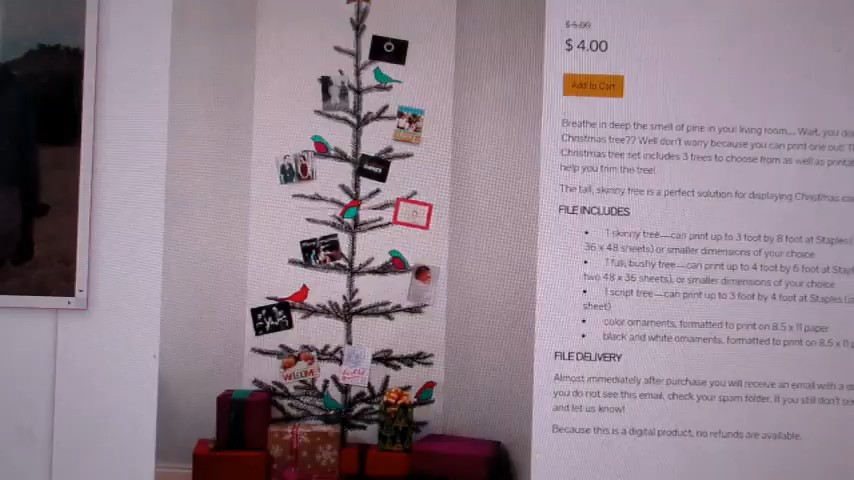 $ 6.00
$ 4.00
Add to Cart
Breathe in deep the smell of pine in your living room.... Wait, you do
Christmas tree?? Well don't worry because you can print one out! T
Christmas tree set includes 3 trees to choose from as well as
help you trim the tree!
The tall, skinny tree is a perfect solution for displaying Christmas
FILE INCLUDES
1 skinny tree—can print up to 3 foot by 8 foot at Staples
36 x 48 sheets) or smaller dimensions of your choice
1 full, bushy tree—can print up to 4 foot by 6 foot at
two 48 x 36 sheets), or smaller dimensions of your choice
1 script tree—can print up to 3 foot by 4 foot at Staples
sheet)
color ornaments, formatted to print on 8.5 x 11 paper
black and white ornaments, formatted to print on 8.5 x 11
FILE DELIVERY
Almost immediately after purchase you will receive an email with a
you do not see this email, check your spam folder. If you still don't
and let us know!
Because this is a digital product, no refunds are available.